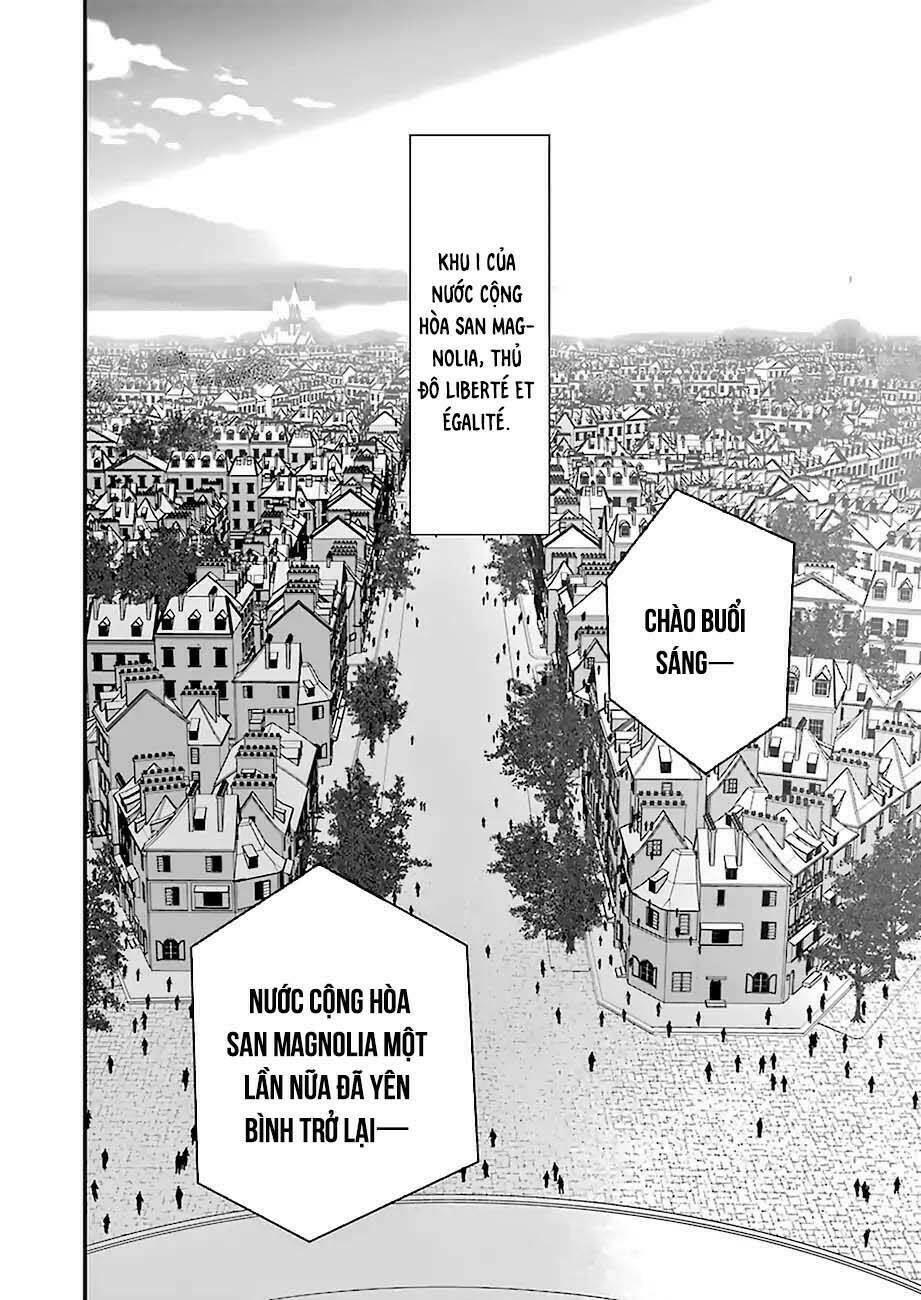 KHU I CỦA
NƯỚC CỘNG
HÒA SAN MAG-
NOLIA, THỦ
ĐÔ LIBERTÉ ET
ÉGALITÉ.
CHÀO BUỔI
SÁNG—
NƯỚC CỘNG HÒA
SAN MAGNOLIA MỘT
LẦN NỮA ĐÃ YÊN
BÌNH TRỞ LẠI—